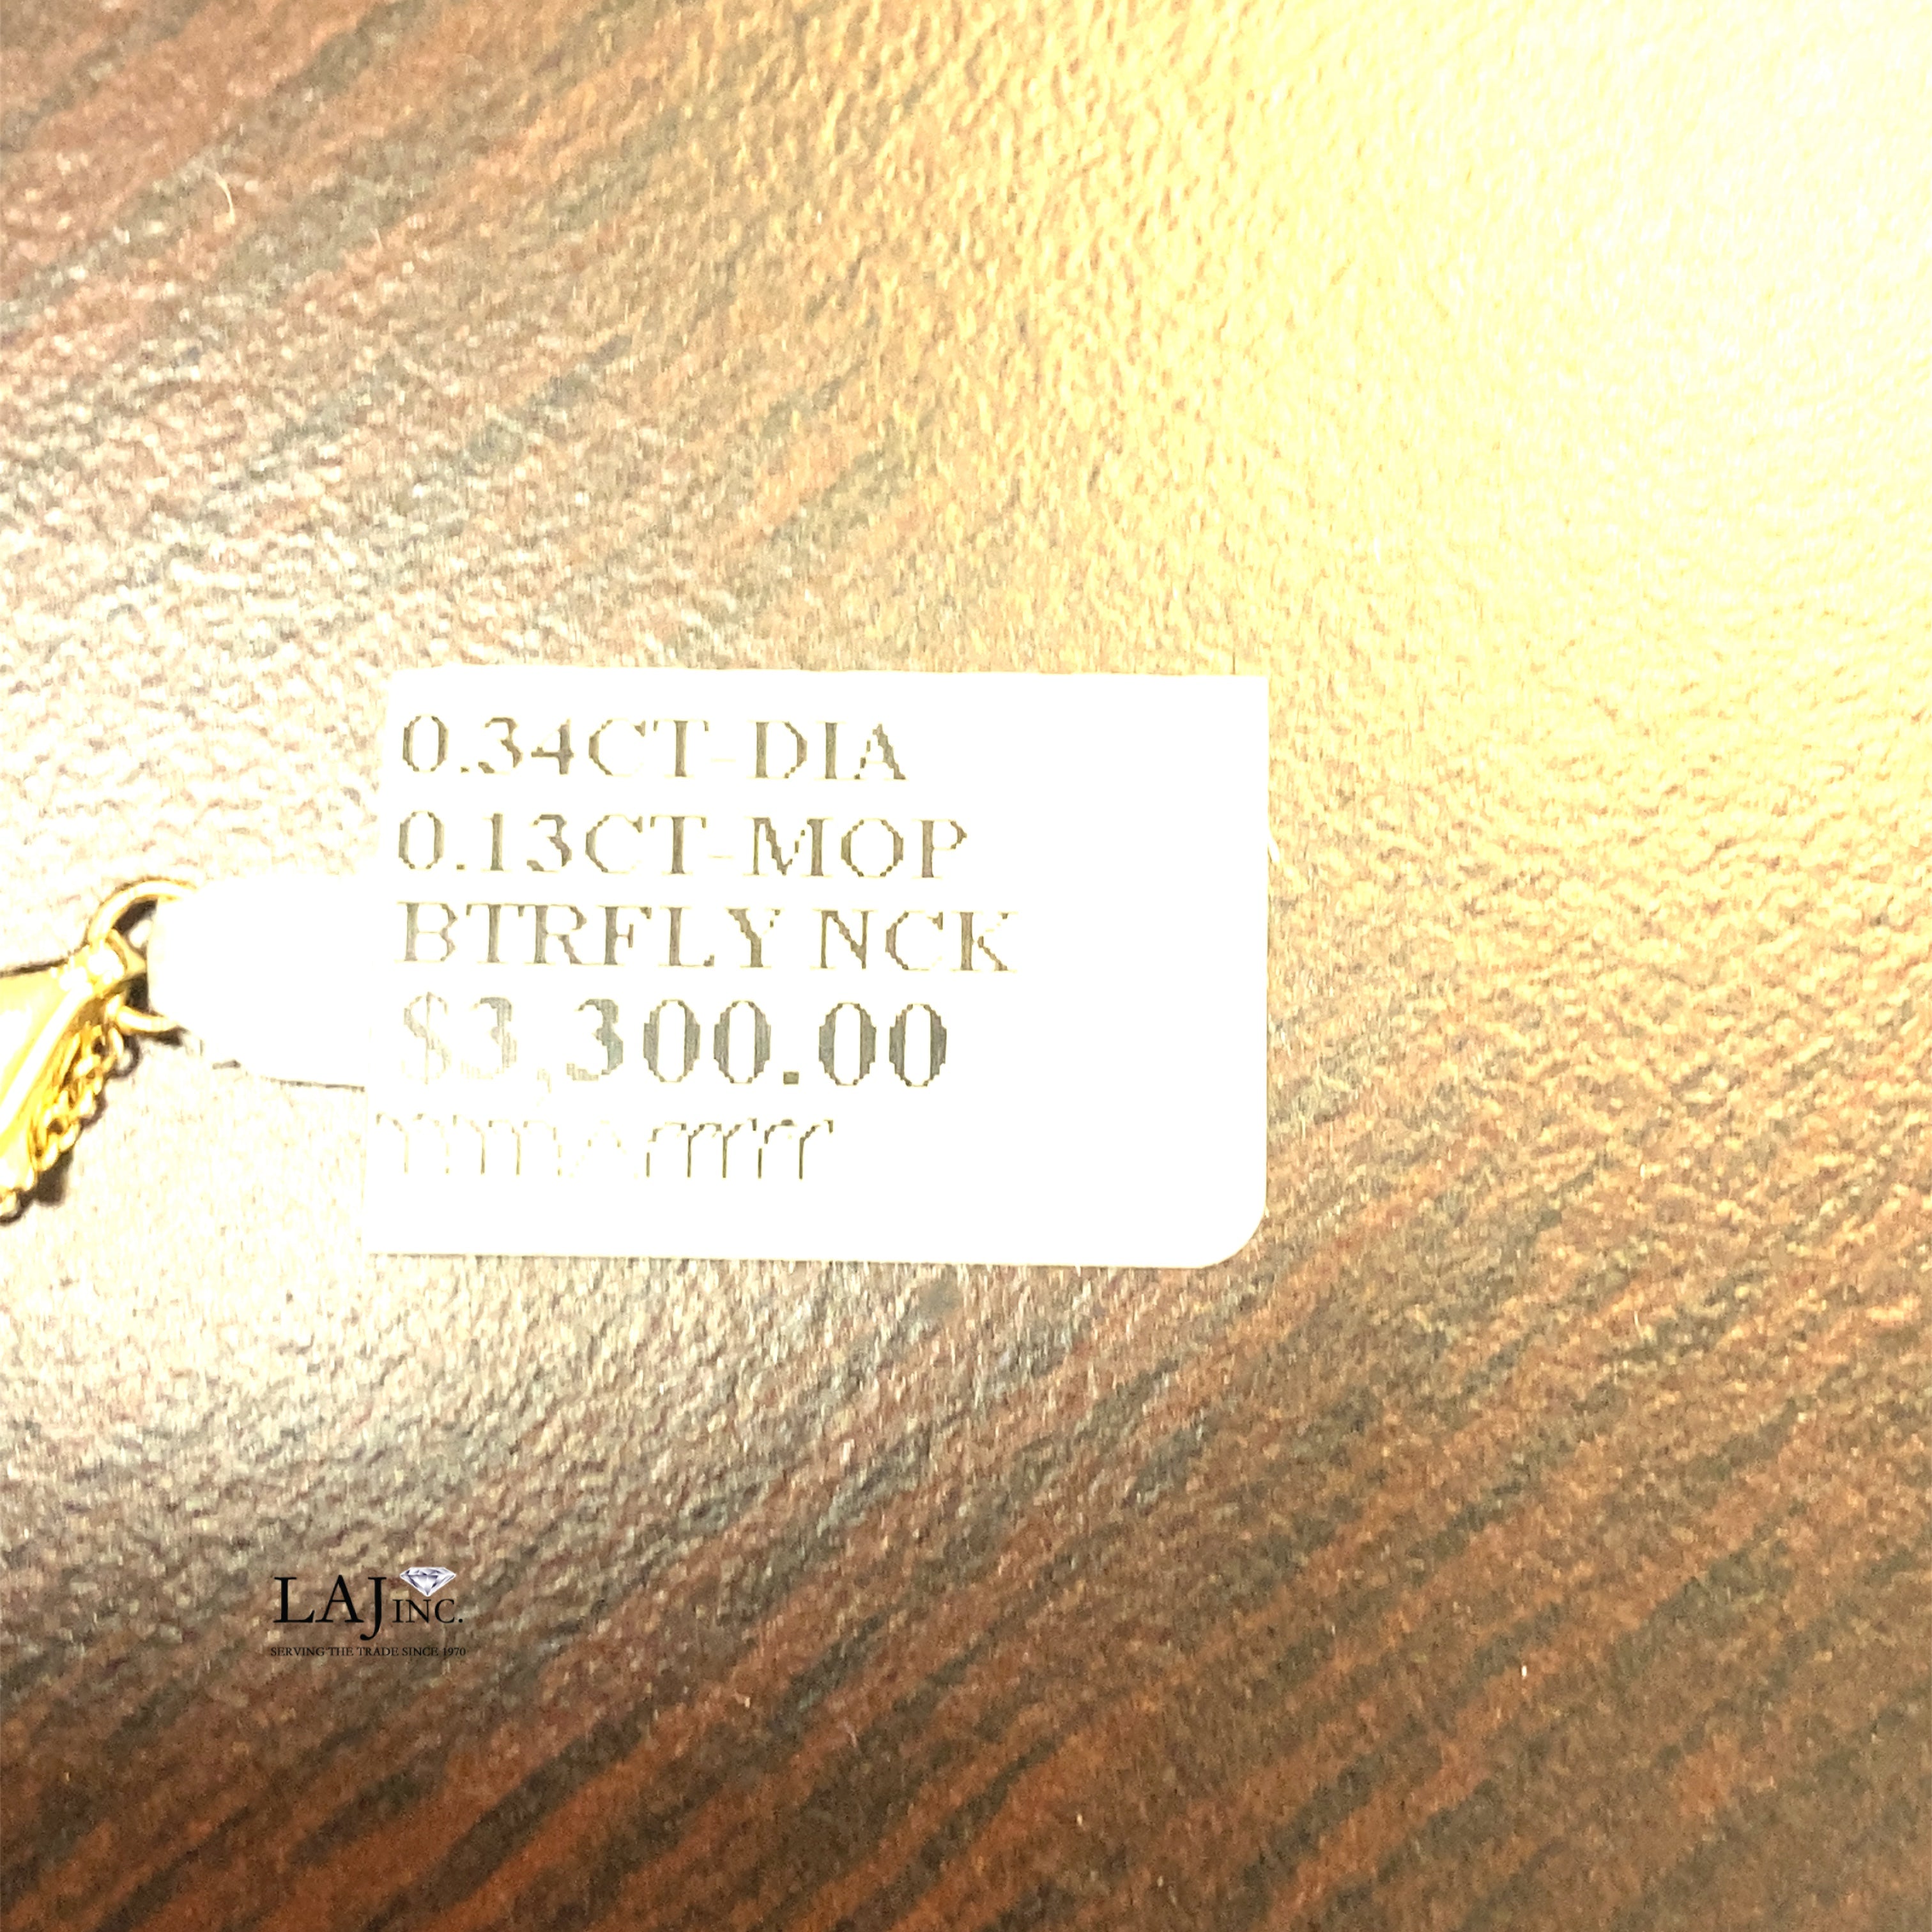 0.34CT-DIA
0.13CT-MOP
BTRFLY NCK
$3,300.00
LAJ INC.
SERVING THE TRADE SINCE 1970